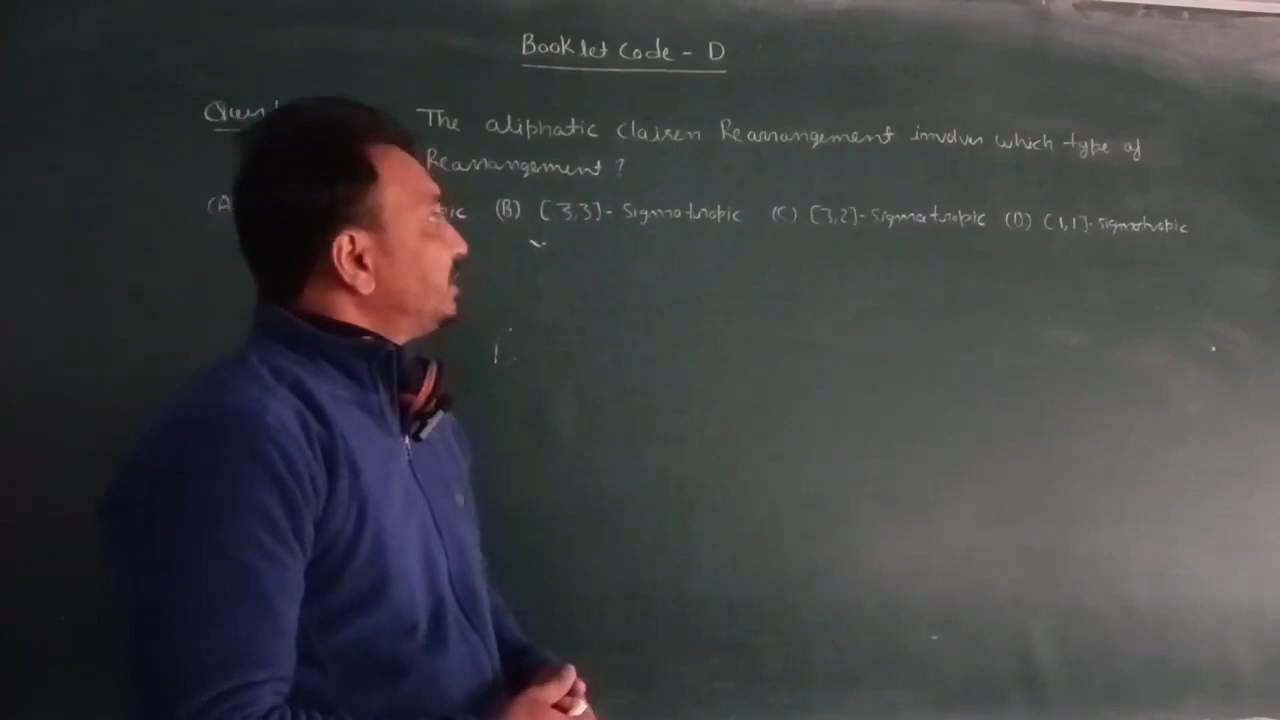 Booklet Code - D
The aliphatic Claisen Rearrangement involves which type of
Rearrangement ?
(A (B) [3,3]- Sigmatropic (C) [3,2]-Sigmatropic (D) [1,1]-Sigmatropic